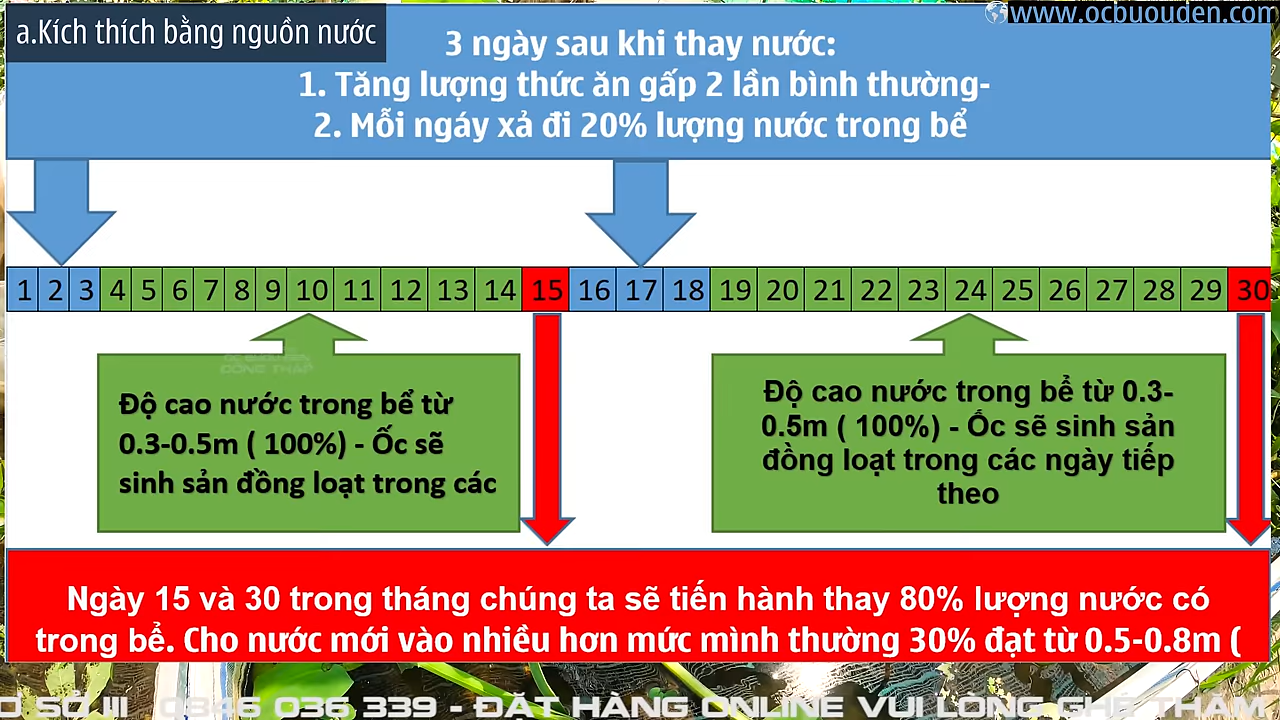 a.Kích thích bằng nguồn nước
www.ocbuouden.com
3 ngày sau khi thay nước:
1. Tăng lượng thức ăn gấp 2 lần bình thường-
2. Mỗi ngáy xả đi 20% lượng nước trong bể
1 2 3 4 5 6 7 8 9 10 11 12 13 14 15 16 17 18 19 20 21 22 23 24 25 26 27 28 29 30
ĐỒNG THÁP
Độ cao nước trong bể từ
0.3-0.5m ( 100%) - Ốc sẽ
sinh sản đồng loạt trong các
Độ cao nước trong bể từ 0.3-
0.5m ( 100%) - Ốc sẽ sinh sản
đồng loạt trong các ngày tiếp
theo
Ngày 15 và 30 trong tháng chúng ta sẽ tiến hành thay 80% lượng nước có
trong bể. Cho nước mới vào nhiều hơn mức mình thường 30% đạt từ 0.5-0.8m (
SỐ III 0846 036 339 - ĐẶT HÀNG ONLINE VUI LÒNG GHÉ THĂM